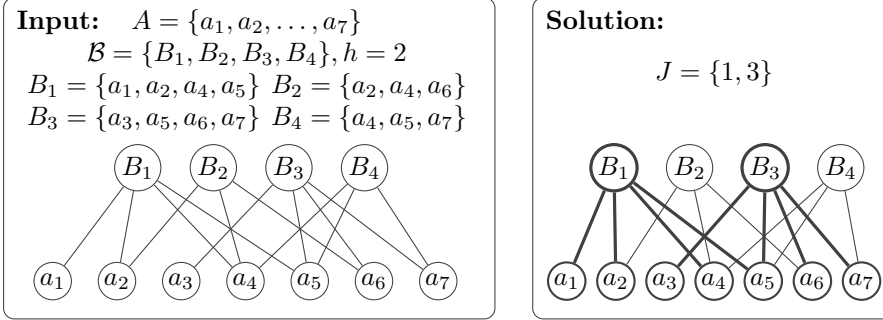 Input: A = {a₁, a₂, . . . , a₇}
ℬ = {B₁, B₂, B₃, B₄}, h = 2
B₁ = {a₁, a₂, a₄, a₅} B₂ = {a₂, a₄, a₆}
B₃ = {a₃, a₅, a₆, a₇} B₄ = {a₄, a₅, a₇}
B₁ B₂ B₃ B₄
a₁ a₂ a₃ a₄ a₅ a₆ a₇
Solution:
J = {1, 3}
B₁ B₂ B₃ B₄
a₁ a₂ a₃ a₄ a₅ a₆ a₇